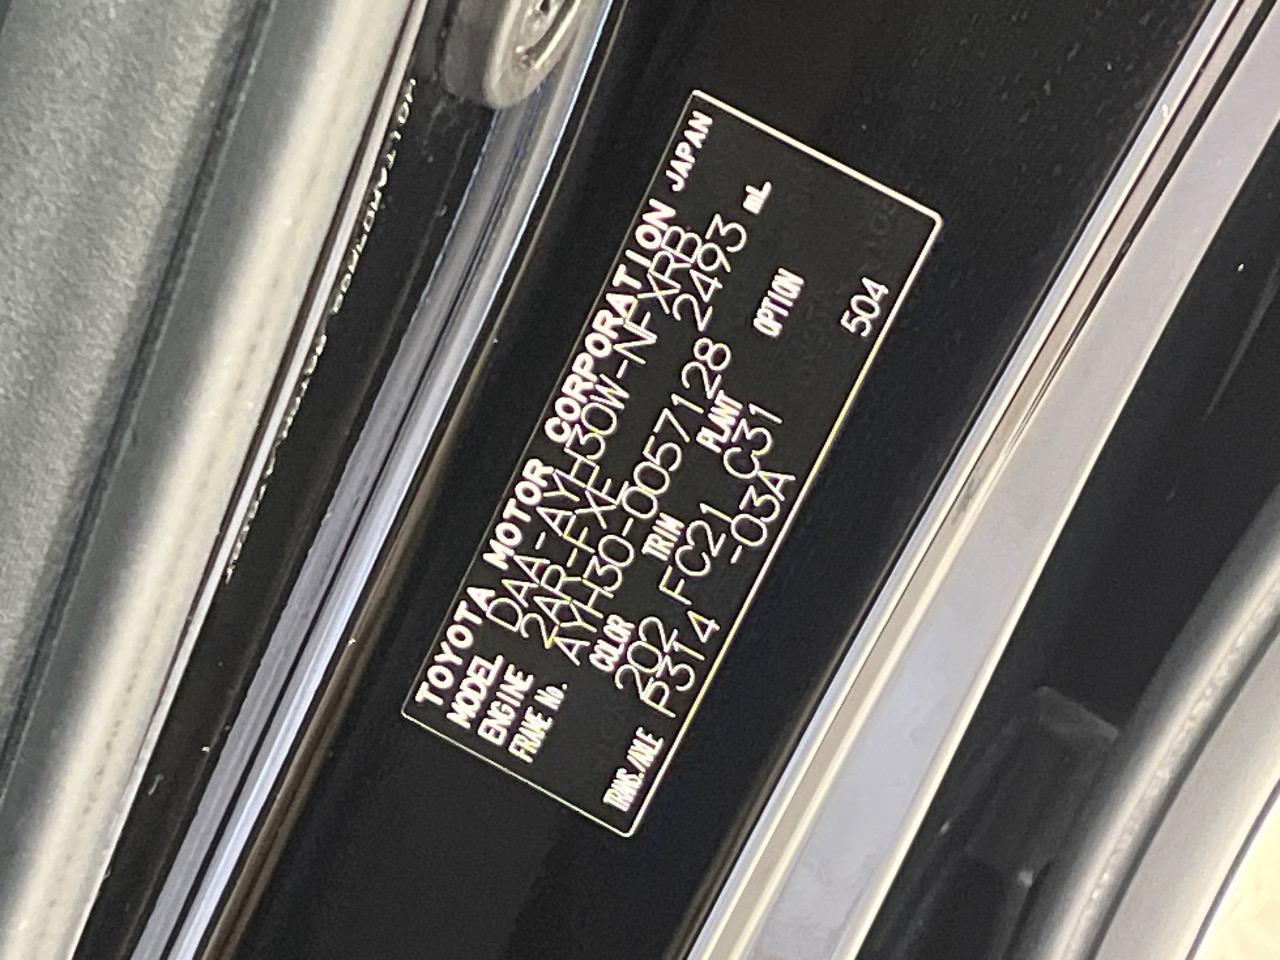 TOYOTA MOTOR CORPORATION JAPAN
MODEL DAA-AYH30W-NFXRB
ENGINE 2AR-FXE 2493 mL
FRAME No. AYH30-0057128
COLOR TRIM PLANT OPTION
202 FC21 C31
TRANS./AXLE P314 -03A 504